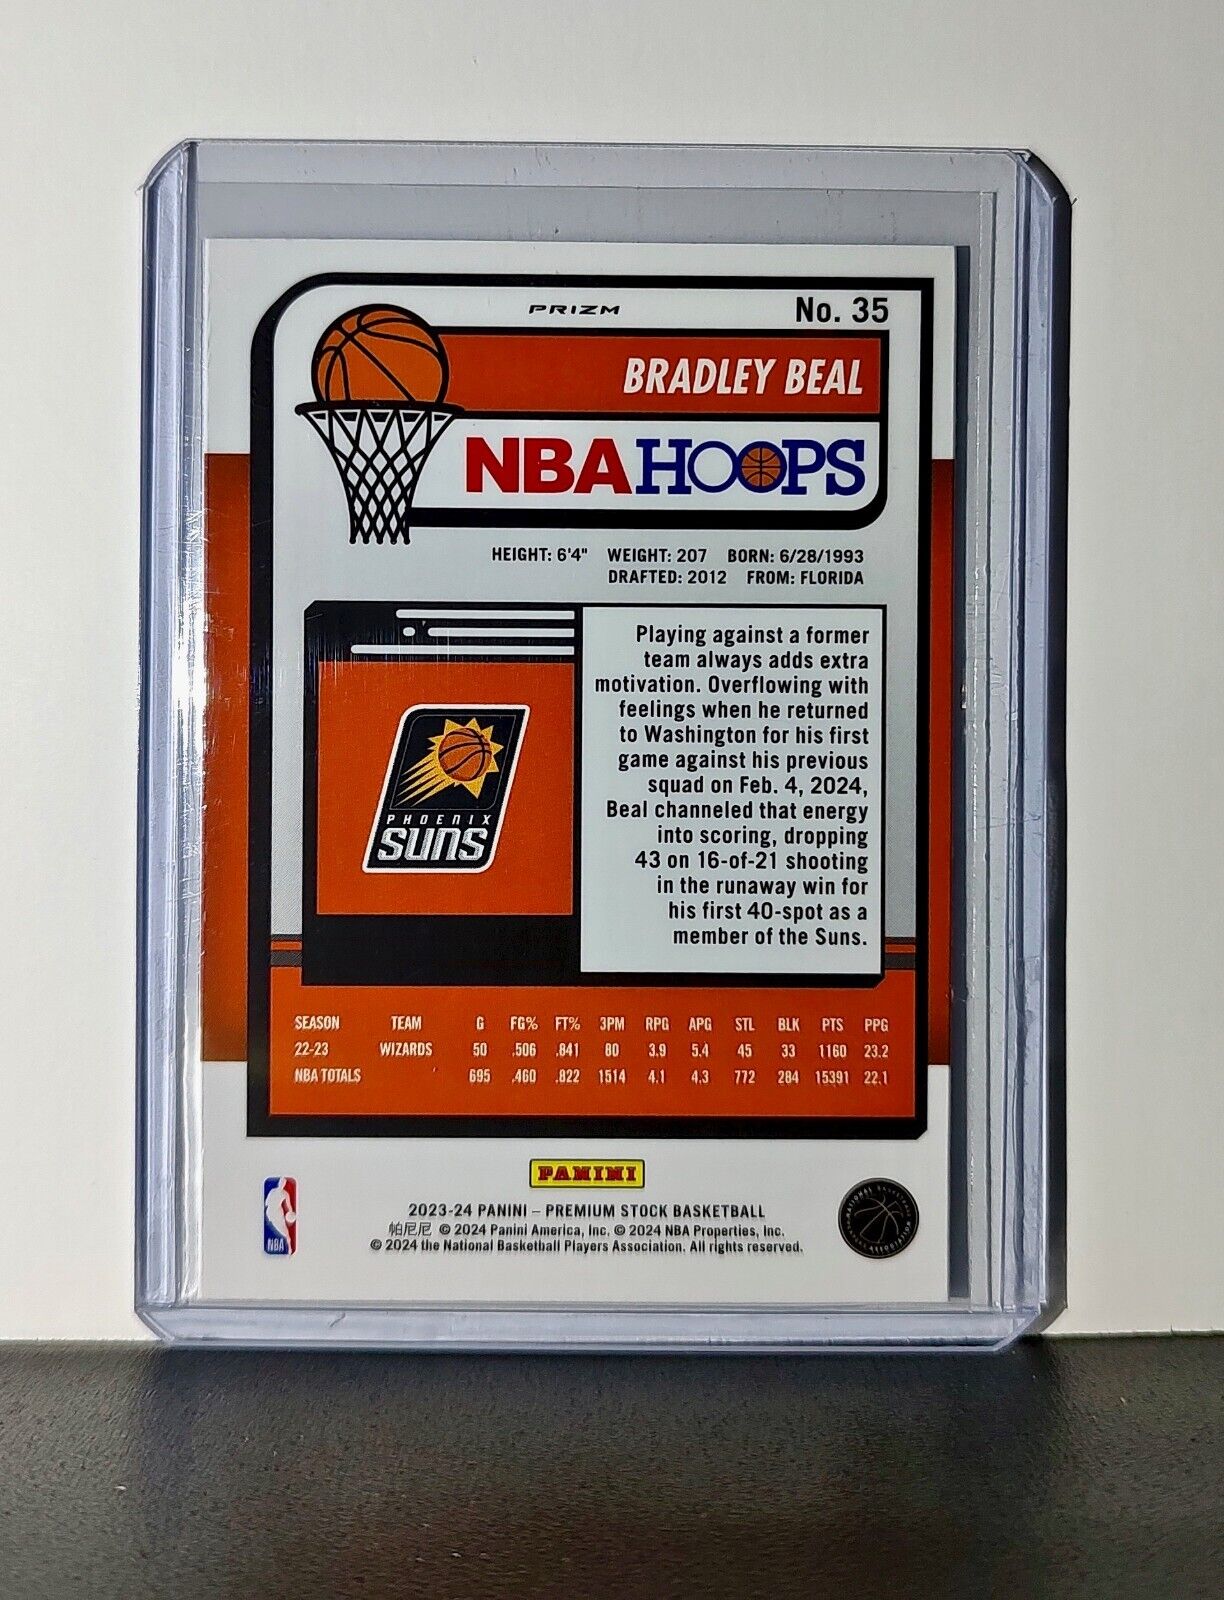 PRIZM
No. 35
BRADLEY BEAL
NBA HOOPS
HEIGHT: 6'4" WEIGHT: 207 BORN: 6/28/1993
DRAFTED: 2012 FROM: FLORIDA
PHOENIX
SUNS
Playing against a former
team always adds extra
motivation. Overflowing with
feelings when he returned
to Washington for his first
game against his previous
squad on Feb. 4, 2024,
Beal channeled that energy
into scoring, dropping
43 on 16-of-21 shooting
in the runaway win for
his first 40-spot as a
member of the Suns.
SEASON TEAM G FG% FT% 3PM RPG APG STL BLK PTS PPG
22-23 WIZARDS 50 .506 .841 80 3.9 5.4 45 33 1160 23.2
NBA TOTALS 695 .460 .822 1514 4.1 4.3 772 284 15391 22.1
PANINI
2023-24 PANINI – PREMIUM STOCK BASKETBALL
帕尼尼 © 2024 Panini America, Inc. © 2024 NBA Properties, Inc.
© 2024 the National Basketball Players Association. All rights reserved.
NBA
NATIONAL BASKETBALL
PLAYERS ASSOCIATION